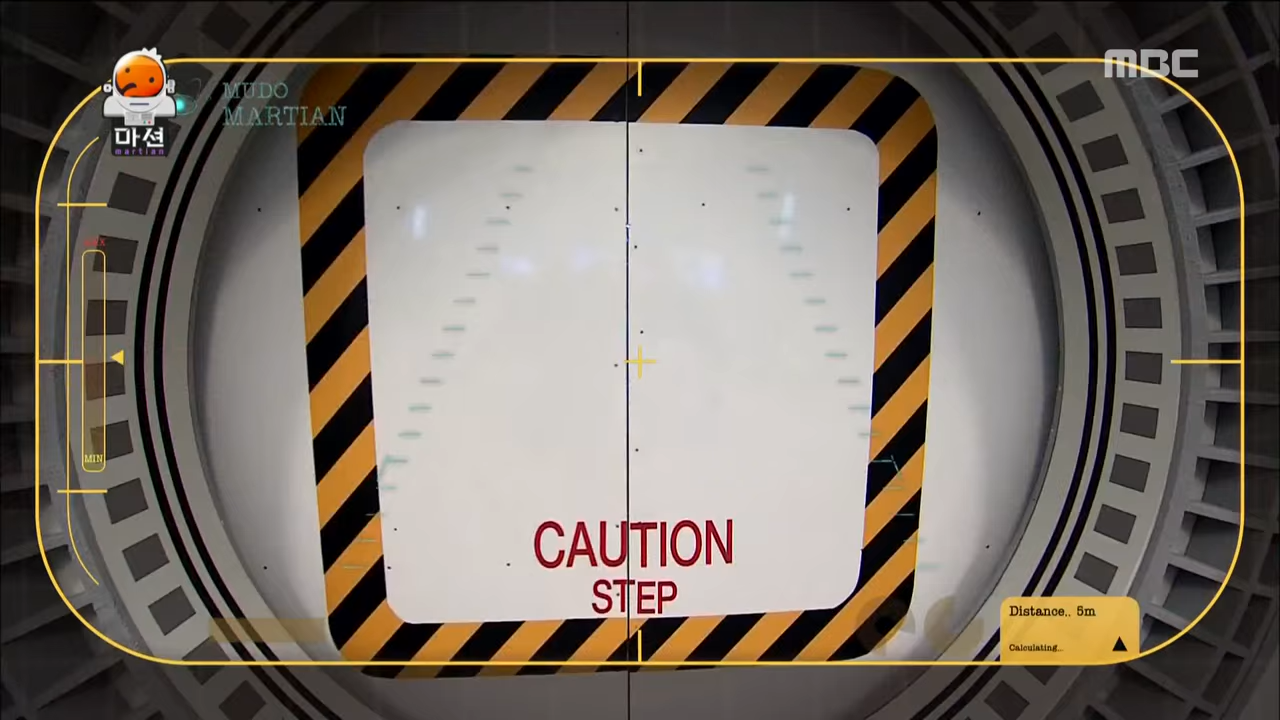 MBC
MUDO
MARTIAN
마션
martian
MAX
MIN
CAUTION
STEP
Distance.. 5m
Calculating...